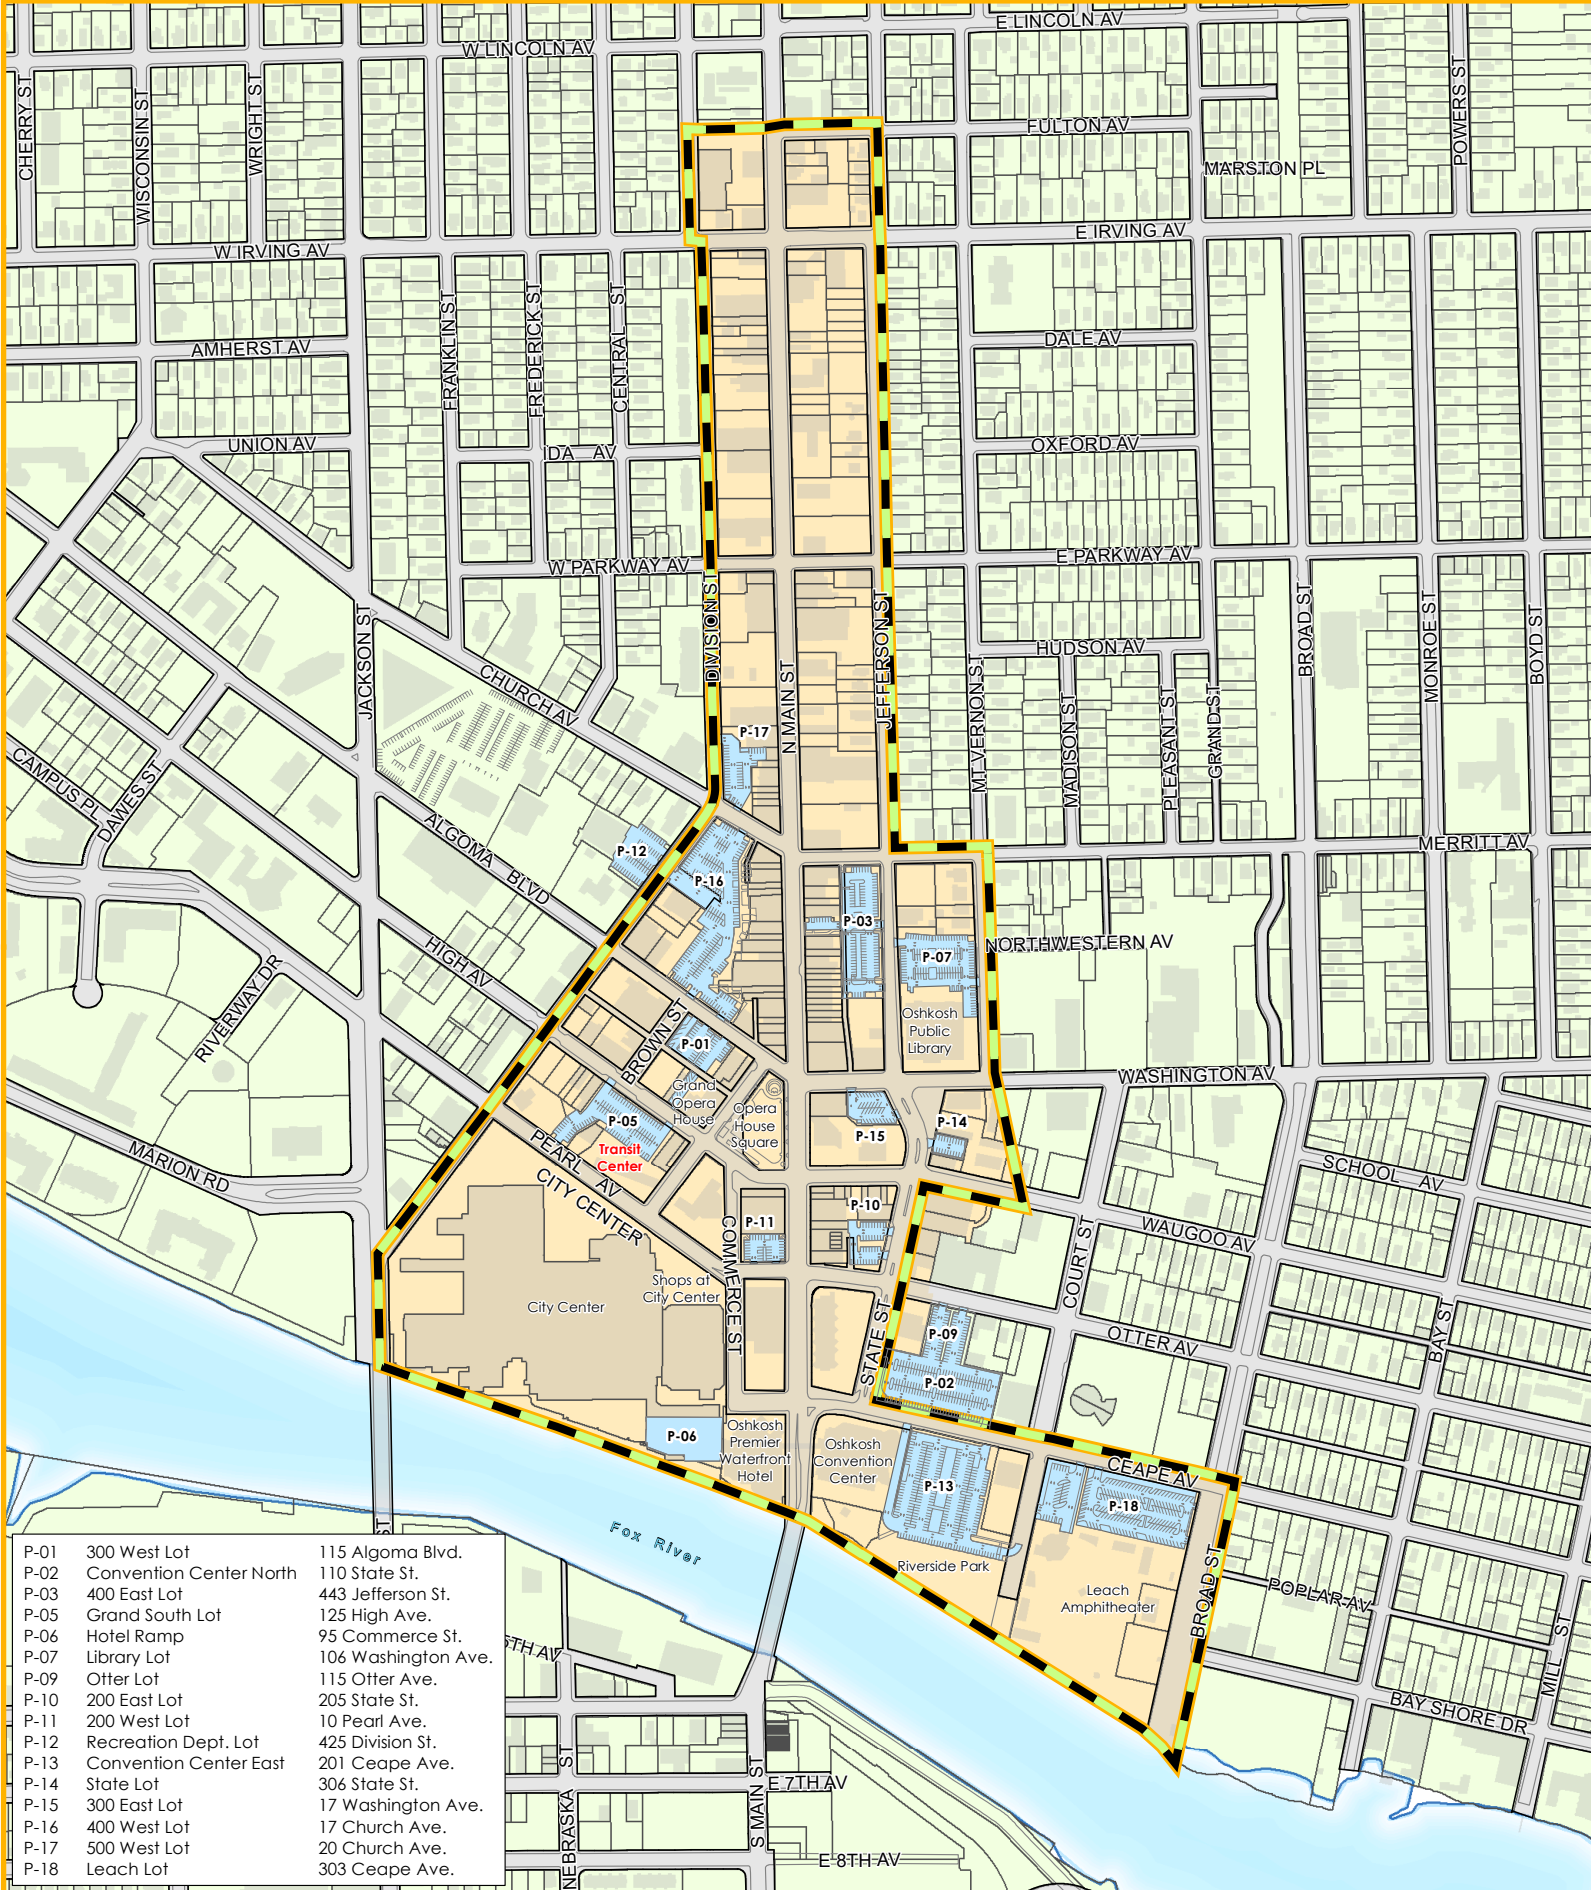 E LINCOLN AV
W LINCOLN AV
CHERRY ST
WISCONSIN ST
WRIGHT ST
POWERS ST
FULTON AV
MARSTON PL
E IRVING AV
W IRVING AV
FRANKLIN ST
FREDERICK ST
CENTRAL ST
AMHERST AV
DALE AV
UNION AV
IDA AV
OXFORD AV
W PARKWAY AV
E PARKWAY AV
DIVISION ST
JEFFERSON ST
JACKSON ST
BROAD ST
MONROE ST
BOYD ST
HUDSON AV
CHURCH AV
N MAIN ST
MT VERNON ST
MADISON ST
PLEASANT ST
GRAND ST
P-17
CAMPUS PL
DAWES ST
ALGOMA BLVD
P-12
P-16
MERRITT AV
P-03
HIGH AV
NORTHWESTERN AV
P-07
RIVERWAY DR
BROWN ST
P-01
Oshkosh
Public
Library
WASHINGTON AV
Grand
Opera
House
Opera
House
Square
P-05
P-15
P-14
Transit
Center
PEARL AV
CITY CENTER
MARION RD
SCHOOL AV
P-10
P-11
COMMERCE ST
WAUGOO AV
COURT ST
Shops at
City Center
City Center
STATE ST
P-09
OTTER AV
BAY ST
P-02
P-06
Oshkosh
Premier
Waterfront
Hotel
Oshkosh
Convention
Center
CEAPE AV
P-13
P-18
Fox River
ST
Riverside Park
Leach
Amphitheater
BROAD ST
POPLAR AV
MILL ST
BAY SHORE DR
5TH AV
NEBRASKA ST
S MAIN ST
E 7TH AV
E 8TH AV
P-01 300 West Lot 115 Algoma Blvd.
P-02 Convention Center North 110 State St.
P-03 400 East Lot 443 Jefferson St.
P-05 Grand South Lot 125 High Ave.
P-06 Hotel Ramp 95 Commerce St.
P-07 Library Lot 106 Washington Ave.
P-09 Otter Lot 115 Otter Ave.
P-10 200 East Lot 205 State St.
P-11 200 West Lot 10 Pearl Ave.
P-12 Recreation Dept. Lot 425 Division St.
P-13 Convention Center East 201 Ceape Ave.
P-14 State Lot 306 State St.
P-15 300 East Lot 17 Washington Ave.
P-16 400 West Lot 17 Church Ave.
P-17 500 West Lot 20 Church Ave.
P-18 Leach Lot 303 Ceape Ave.